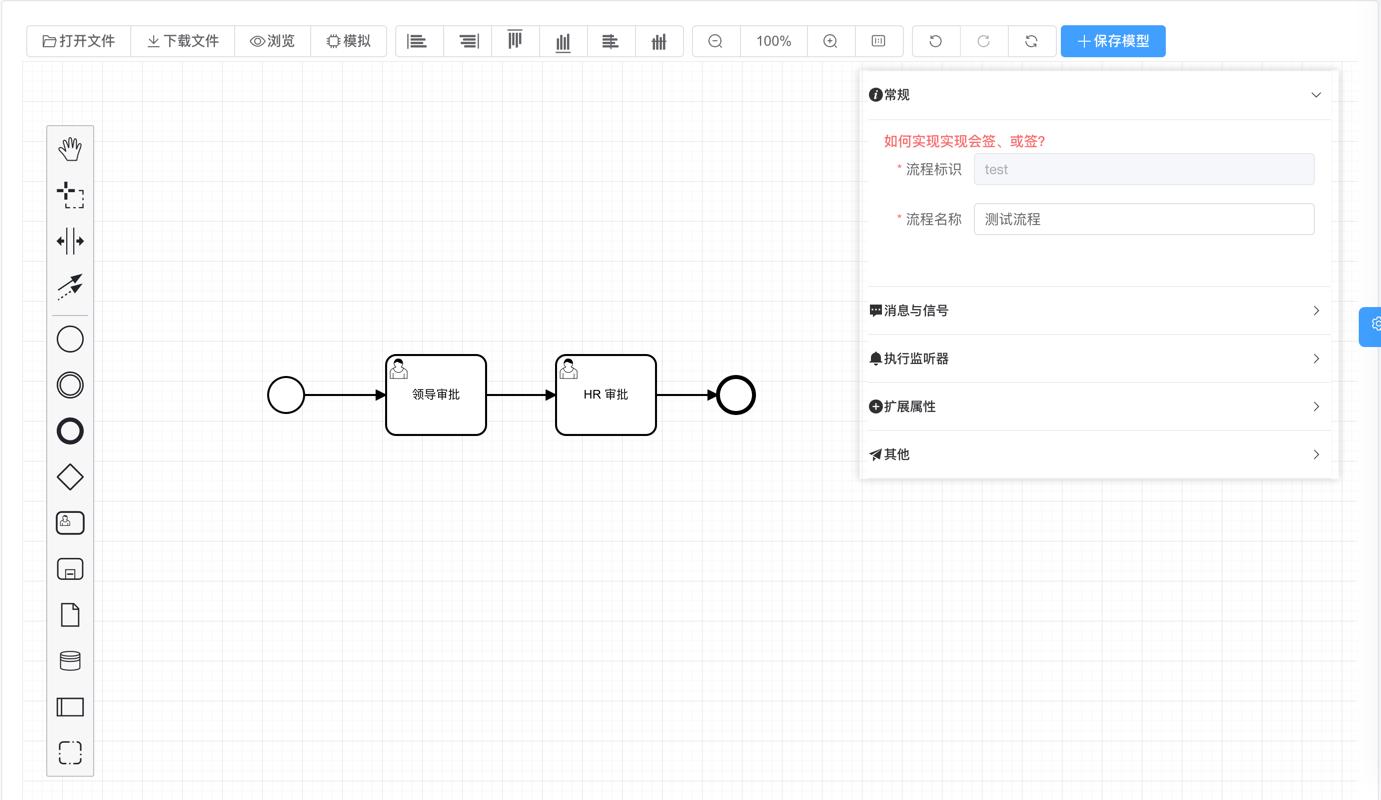 打开文件 下载文件 浏览 模拟 100% 保存模型
常规
如何实现实现会签、或签?
* 流程标识 test
* 流程名称 测试流程
消息与信号
执行监听器
扩展属性
其他
领导审批
HR 审批